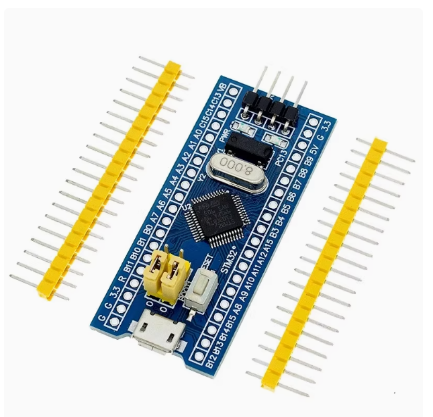 G G 3.3 R B11 B10 B1 B0 A7 A6 A5 A4 A3 A2 A1 A0 C15 C14 C13 VB
PWR
PC13
8.000
STM32
B12 B13 B14 B15 A8 A9 A10 A11 A12 A15 B3 B4 B5 B6 B7 B8 B9 5V G 3.3